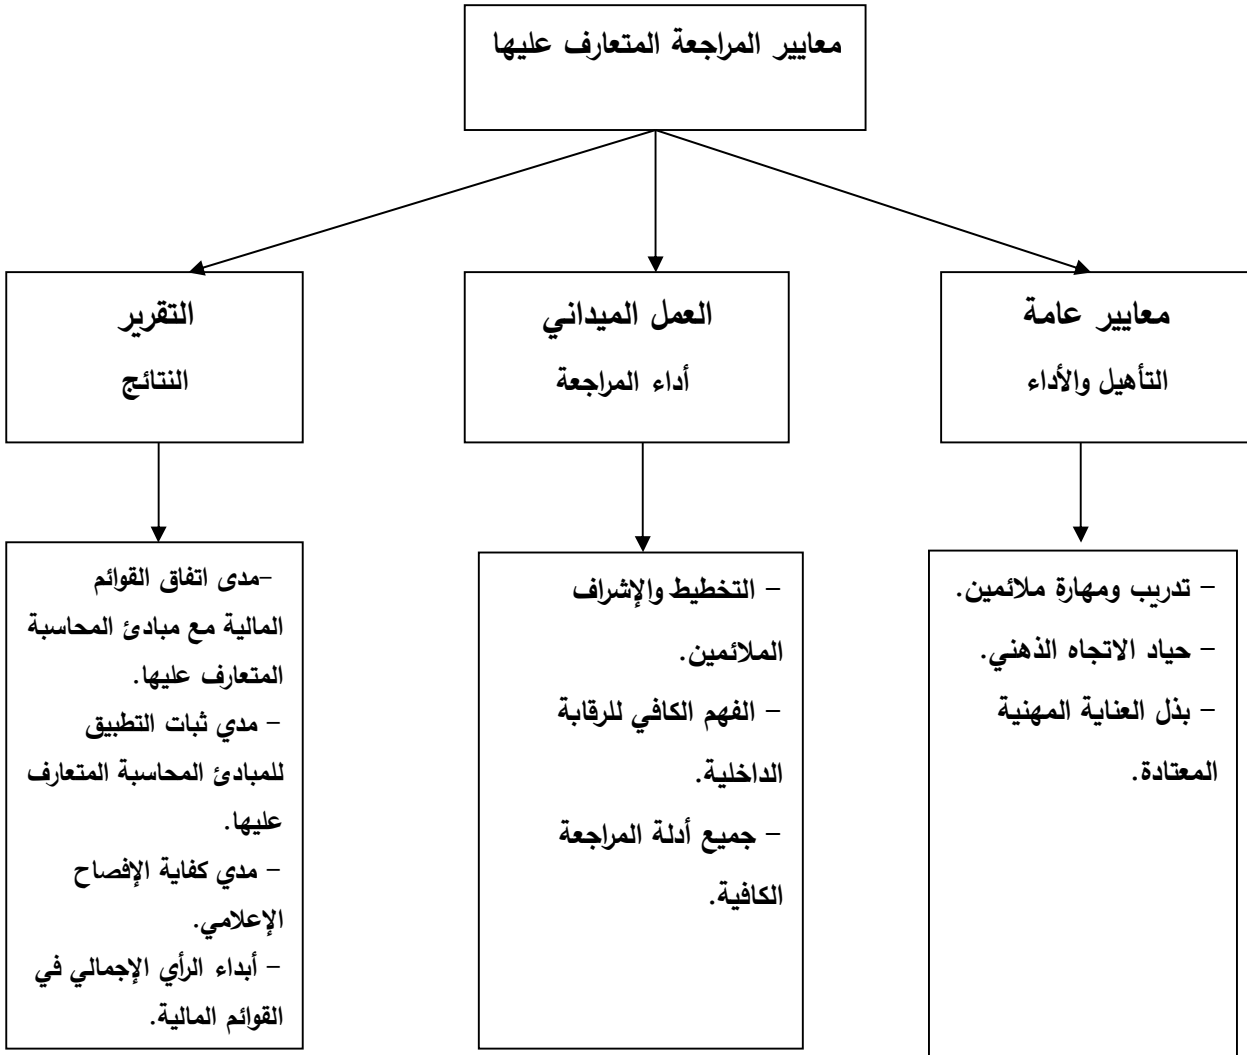 معايير المراجعة المتعارف عليها
معايير عامة
التأهيل والأداء
العمل الميداني
أداء المراجعة
التقرير
النتائج
- تدريب ومهارة ملائمين.
- حياد الاتجاه الذهني.
- بذل العناية المهنية
المعتادة.
- التخطيط والإشراف
الملائمين.
- الفهم الكافي للرقابة
الداخلية.
- جميع أدلة المراجعة
الكافية.
-مدى اتفاق القوائم
المالية مع مبادئ المحاسبة
المتعارف عليها.
- مدي ثبات التطبيق
للمبادئ المحاسبة المتعارف
عليها.
- مدي كفاية الإفصاح
الإعلامي.
- أبداء الرأي الإجمالي في
القوائم المالية.